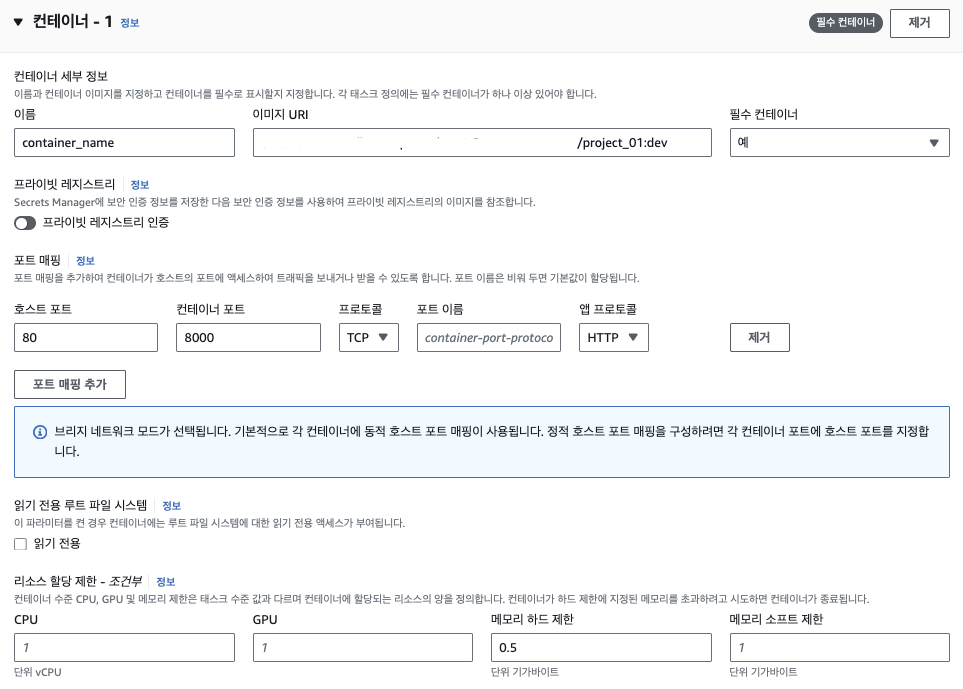 ▼ 컨테이너 - 1 정보 필수 컨테이너 제거
컨테이너 세부 정보
이름과 컨테이너 이미지를 지정하고 컨테이너를 필수로 표시할지 지정합니다. 각 태스크 정의에는 필수 컨테이너가 하나 이상 있어야 합니다.
이름 이미지 URI 필수 컨테이너
container_name /project_01:dev 예
프라이빗 레지스트리 정보
Secrets Manager에 보안 인증 정보를 저장한 다음 보안 인증 정보를 사용하여 프라이빗 레지스트리의 이미지를 참조합니다.
프라이빗 레지스트리 인증
포트 매핑 정보
포트 매핑을 추가하여 컨테이너가 호스트의 포트에 액세스하여 트래픽을 보내거나 받을 수 있도록 합니다. 포트 이름은 비워 두면 기본값이 할당됩니다.
호스트 포트 컨테이너 포트 프로토콜 포트 이름 앱 프로토콜
80 8000 TCP container-port-protoco HTTP 제거
포트 매핑 추가
브리지 네트워크 모드가 선택됩니다. 기본적으로 각 컨테이너에 동적 호스트 포트 매핑이 사용됩니다. 정적 호스트 포트 매핑을 구성하려면 각 컨테이너 포트에 호스트 포트를 지정합
니다.
읽기 전용 루트 파일 시스템 정보
이 파라미터를 켠 경우 컨테이너에는 루트 파일 시스템에 대한 읽기 전용 액세스가 부여됩니다.
읽기 전용
리소스 할당 제한 - 조건부 정보
컨테이너 수준 CPU, GPU 및 메모리 제한은 태스크 수준 값과 다르며 컨테이너에 할당되는 리소스의 양을 정의합니다. 컨테이너가 하드 제한에 지정된 메모리를 초과하려고 시도하면 컨테이너가 종료됩니다.
CPU GPU 메모리 하드 제한 메모리 소프트 제한
1 1 0.5 1
단위 vCPU 단위 기가바이트 단위 기가바이트